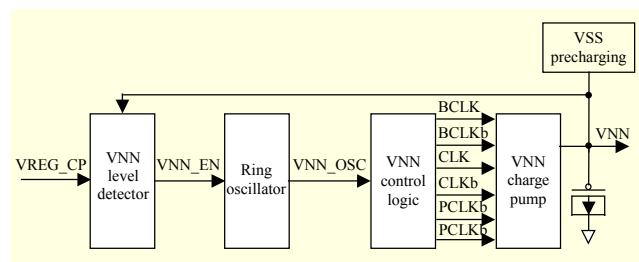 VSS
precharging
VREG_CP
VNN
level
detector
VNN_EN
Ring
oscillator
VNN_OSC
VNN
control
logic
BCLK
BCLKb
CLK
CLKb
PCLKb
PCLKb
VNN
charge
pump
VNN